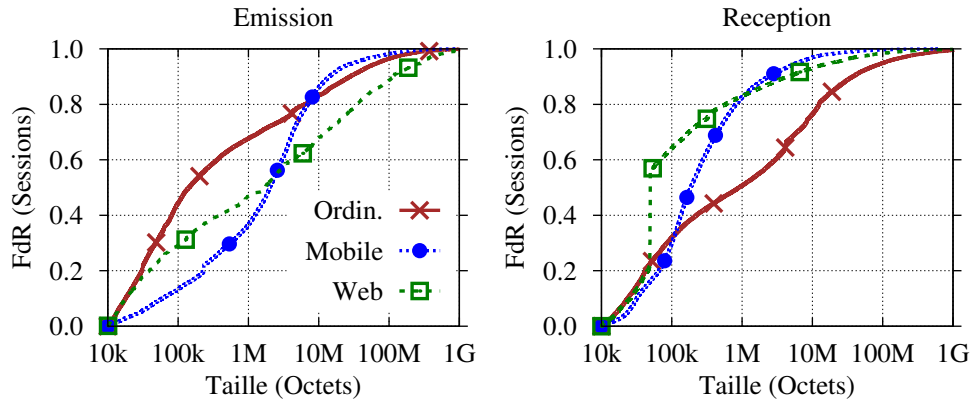 Emission
FdR (Sessions)
1.0
0.8
0.6
0.4
0.2
0.0
Ordin.
Mobile
Web
10k 100k 1M 10M 100M 1G
Taille (Octets)
Reception
FdR (Sessions)
1.0
0.8
0.6
0.4
0.2
0.0
10k 100k 1M 10M 100M 1G
Taille (Octets)